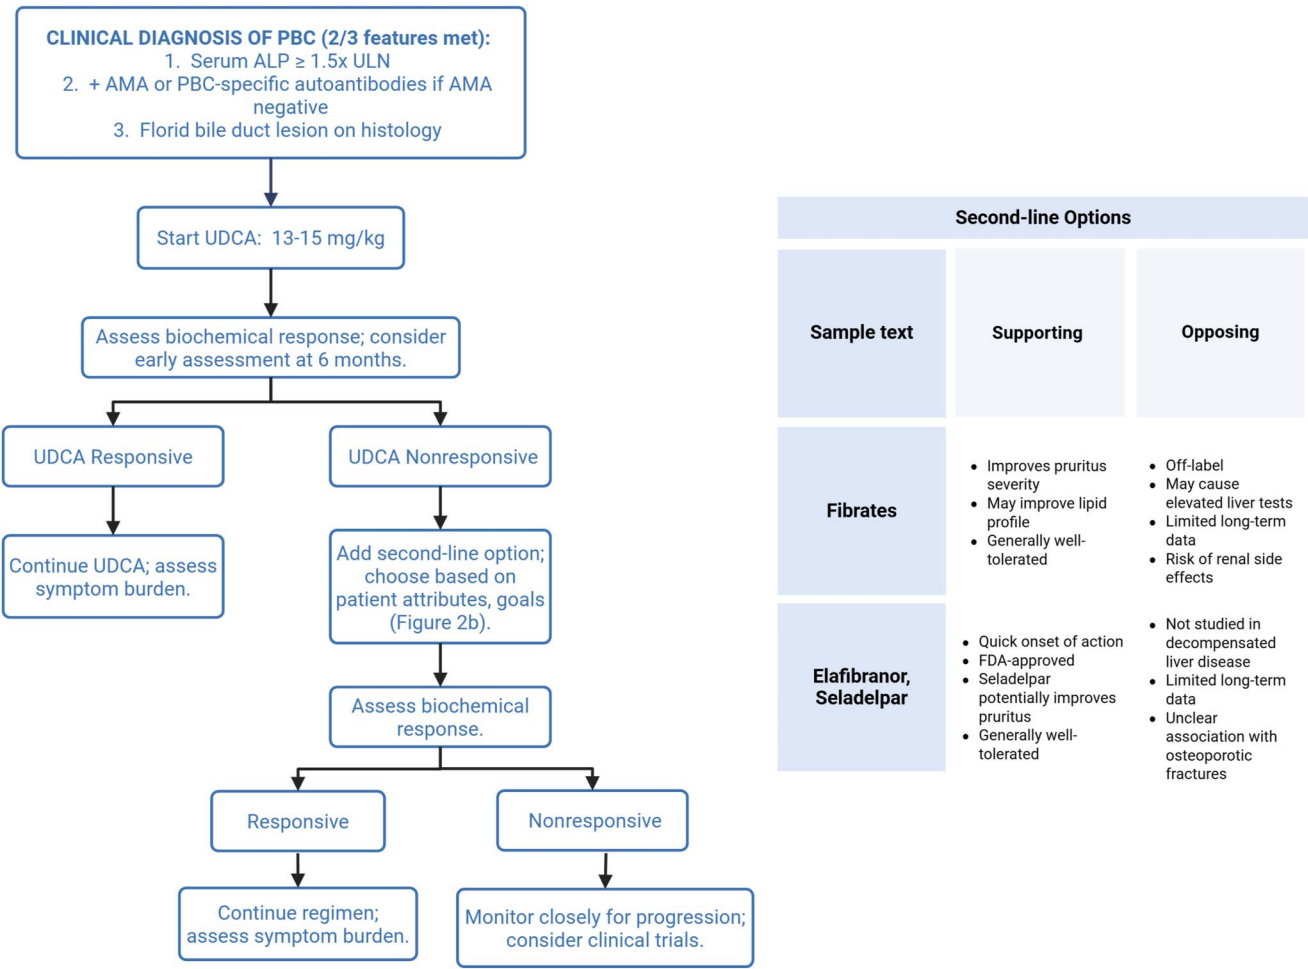 CLINICAL DIAGNOSIS OF PBC (2/3 features met):
1. Serum ALP ≥ 1.5x ULN
2. + AMA or PBC-specific autoantibodies if AMA
negative
3. Florid bile duct lesion on histology
Start UDCA: 13-15 mg/kg
Assess biochemical response; consider
early assessment at 6 months.
UDCA Responsive
UDCA Nonresponsive
Continue UDCA; assess
symptom burden.
Add second-line option;
choose based on
patient attributes, goals
(Figure 2b).
Assess biochemical
response.
Responsive
Nonresponsive
Continue regimen;
assess symptom burden.
Monitor closely for progression;
consider clinical trials.
Second-line Options
Sample text
Supporting
Opposing
Fibrates
• Improves pruritus
severity
• May improve lipid
profile
• Generally well-
tolerated
• Off-label
• May cause
elevated liver tests
• Limited long-term
data
• Risk of renal side
effects
Elafibranor,
Seladelpar
• Quick onset of action
• FDA-approved
• Seladelpar
potentially improves
pruritus
• Generally well-
tolerated
• Not studied in
decompensated
liver disease
• Limited long-term
data
• Unclear
association with
osteoporotic
fractures